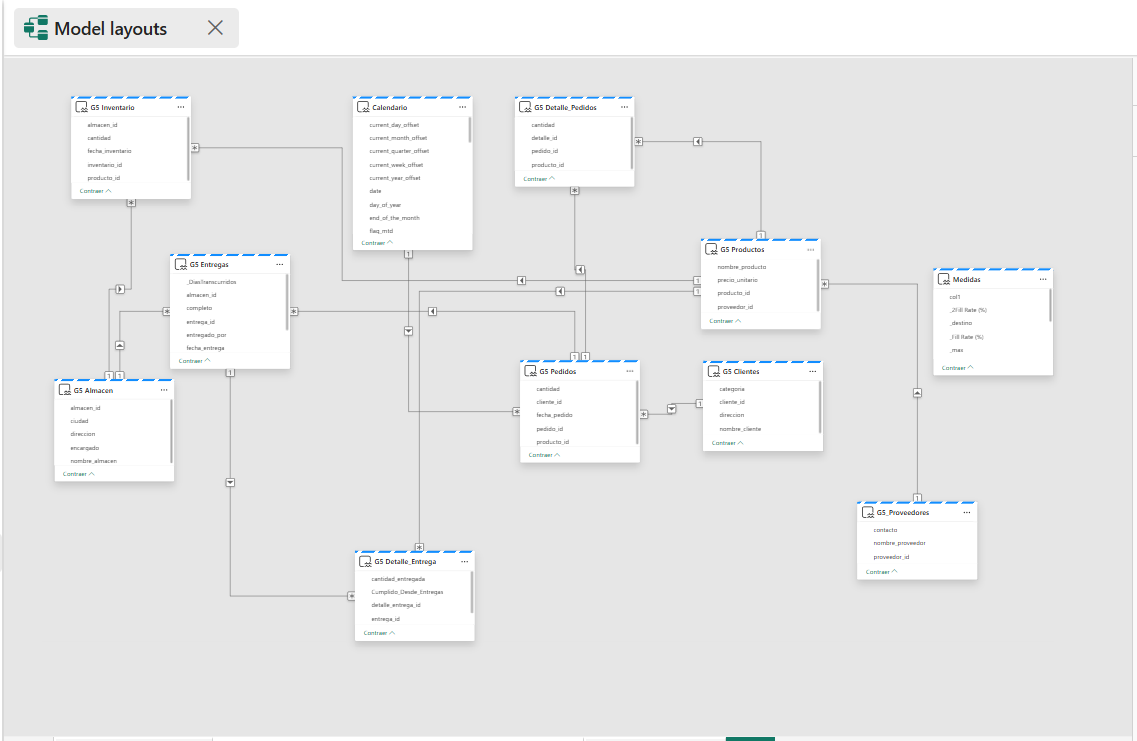 Model layouts
G5 Inventario
almacen_id
cantidad
fecha_inventario
inventario_id
producto_id
Contraer
Calendario
current_day_offset
current_month_offset
current_quarter_offset
current_week_offset
current_year_offset
date
day_of_year
end_of_the_month
flag_mtd
Contraer
G5 Detalle_Pedidos
cantidad
detalle_id
pedido_id
producto_id
Contraer
G5 Productos
nombre_producto
precio_unitario
producto_id
proveedor_id
Contraer
G5 Entregas
_DiasTranscurridos
almacen_id
completo
entrega_id
entregado_por
fecha_entrega
Contraer
Medidas
col1
_2Fill Rate (%)
_destino
_Fill Rate (%)
_mas
Contraer
G5 Almacen
almacen_id
ciudad
direccion
encargado
nombre_almacen
Contraer
G5 Pedidos
cantidad
cliente_id
fecha_pedido
pedido_id
producto_id
Contraer
G5 Clientes
categoria
cliente_id
direccion
nombre_cliente
Contraer
G5_Proveedores
contacto
nombre_proveedor
proveedor_id
Contraer
G5 Detalle_Entrega
cantidad_entregada
Cumplido_Desde_Entregas
detalle_entrega_id
entrega_id
Contraer